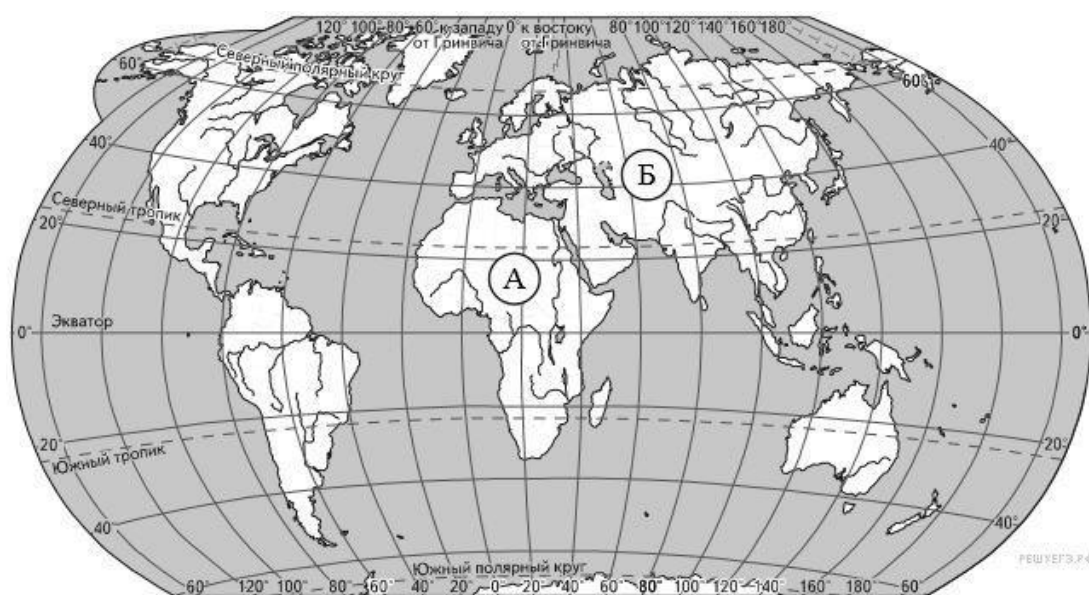 120° 100° 80° 60° к западу 0° к востоку 80° 100° 120° 140° 160° 180
от Гринвича от Гринвича
60°
Северный полярный круг
60°
40°
40°
Б
Северный тропик
20°
20°
А
Экватор
0°
0°
20°
20°
Южный тропик
40
40°
РЕШУЕГЭ.РФ
Южный полярный круг
60° 120° 100° 80° 60 40 20 0° 20° 40° 60° 80° 100° 120° 140° 160° 180 60